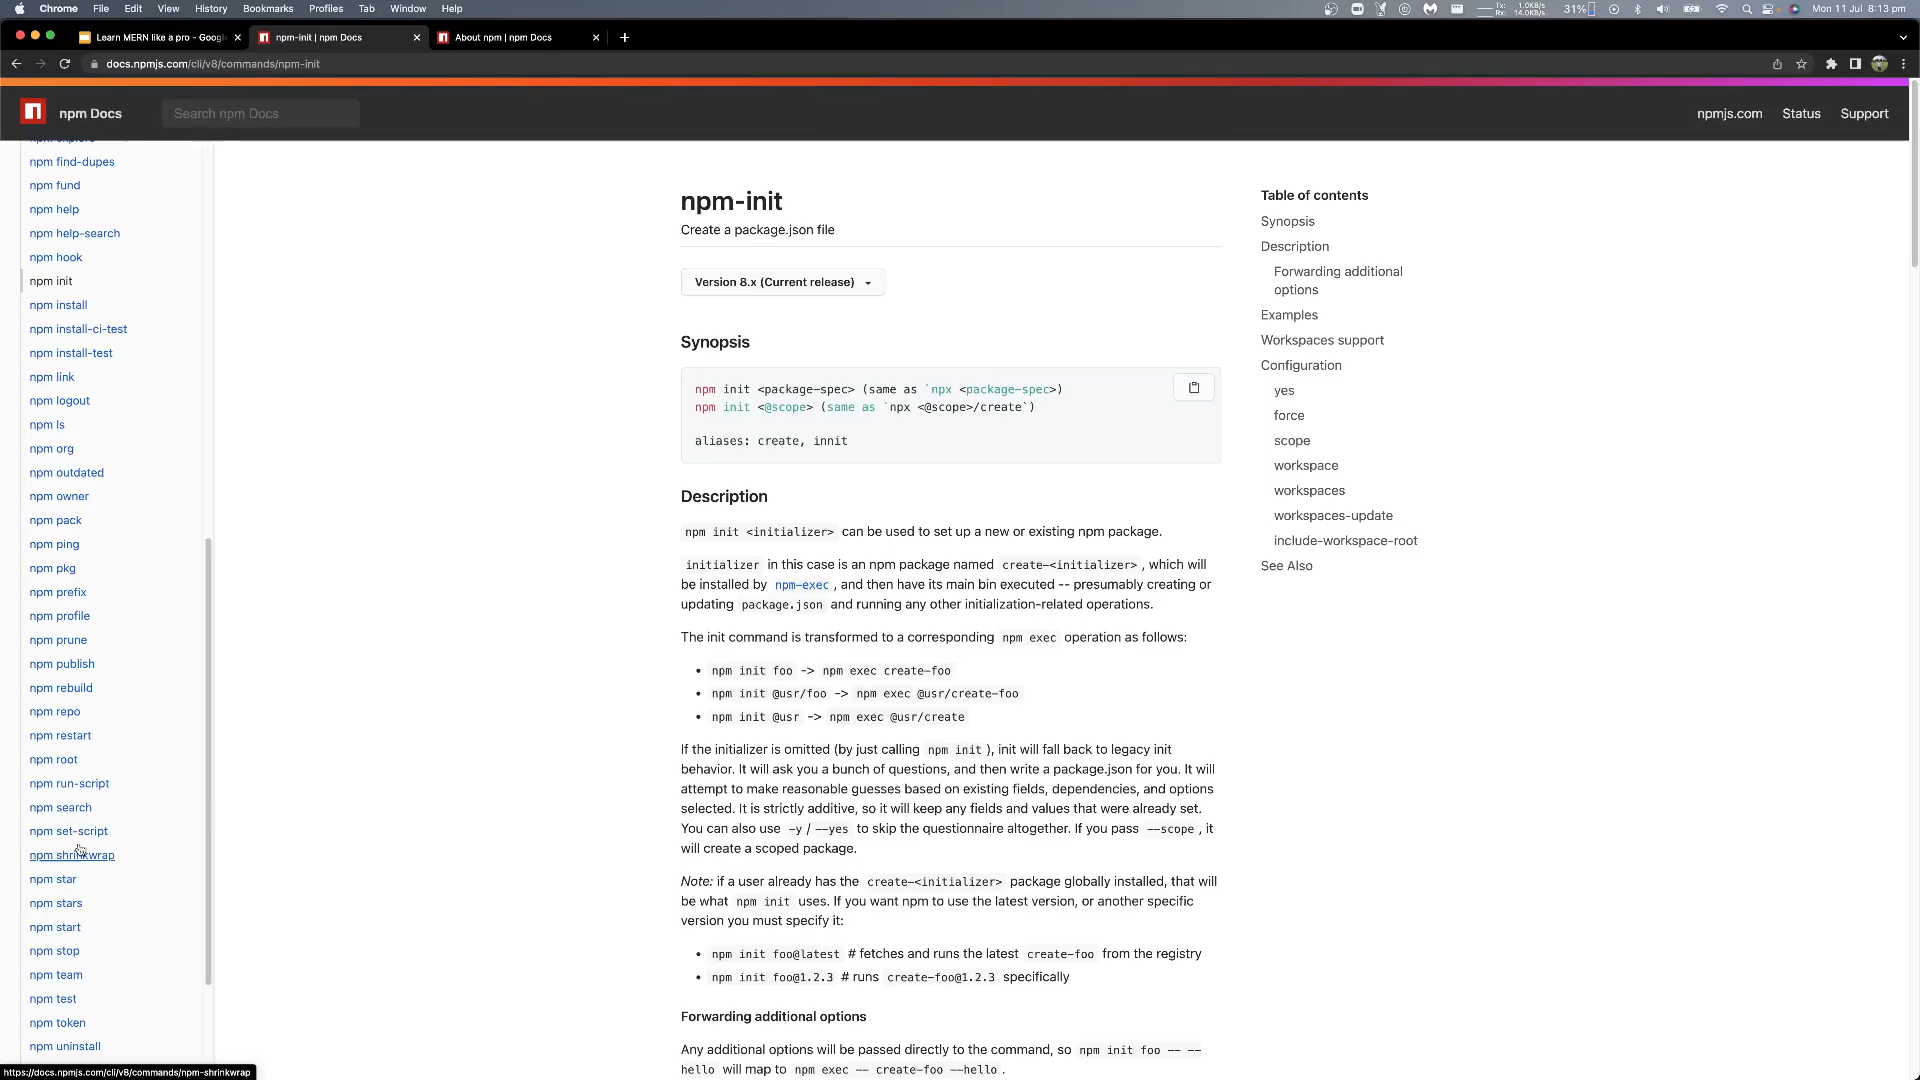 Chrome File Edit View History Bookmarks Profiles Tab Window Help
Tx: 1.0KB/s
Rx: 14.0KB/s
31%
Mon 11 Jul 8:13 pm
Learn MERN like a pro - Google
npm-init | npm Docs
About npm | npm Docs
docs.npmjs.com/cli/v8/commands/npm-init
npm Docs
Search npm Docs
npmjs.com
Status
Support
npm explore
npm find-dupes
npm fund
npm help
npm help-search
npm hook
npm init
npm install
npm install-ci-test
npm install-test
npm link
npm logout
npm ls
npm org
npm outdated
npm owner
npm pack
npm ping
npm pkg
npm prefix
npm profile
npm prune
npm publish
npm rebuild
npm repo
npm restart
npm root
npm run-script
npm search
npm set-script
npm shrinkwrap
npm star
npm stars
npm start
npm stop
npm team
npm test
npm token
npm uninstall
https://docs.npmjs.com/cli/v8/commands/npm-shrinkwrap
npm-init
Create a package.json file
Version 8.x (Current release)
Synopsis
npm init <package-spec> (same as `npx <package-spec>)
npm init <@scope> (same as `npx <@scope>/create`)
aliases: create, innit
Description
npm init <initializer> can be used to set up a new or existing npm package.
initializer in this case is an npm package named create-<initializer>, which will
be installed by npm-exec, and then have its main bin executed -- presumably creating or
updating package.json and running any other initialization-related operations.
The init command is transformed to a corresponding npm exec operation as follows:
• npm init foo -> npm exec create-foo
• npm init @usr/foo -> npm exec @usr/create-foo
• npm init @usr -> npm exec @usr/create
If the initializer is omitted (by just calling npm init), init will fall back to legacy init
behavior. It will ask you a bunch of questions, and then write a package.json for you. It will
attempt to make reasonable guesses based on existing fields, dependencies, and options
selected. It is strictly additive, so it will keep any fields and values that were already set.
You can also use -y / --yes to skip the questionnaire altogether. If you pass --scope, it
will create a scoped package.
Note: if a user already has the create-<initializer> package globally installed, that will
be what npm init uses. If you want npm to use the latest version, or another specific
version you must specify it:
• npm init foo@latest # fetches and runs the latest create-foo from the registry
• npm init foo@1.2.3 # runs create-foo@1.2.3 specifically
Forwarding additional options
Any additional options will be passed directly to the command, so npm init foo -- --
hello will map to npm exec -- create-foo --hello.
Table of contents
Synopsis
Description
Forwarding additional
options
Examples
Workspaces support
Configuration
yes
force
scope
workspace
workspaces
workspaces-update
include-workspace-root
See Also